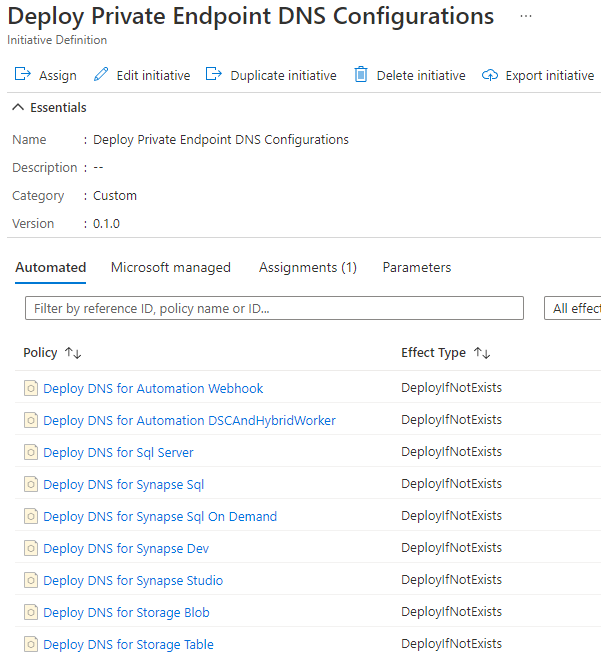 Deploy Private Endpoint DNS Configurations ...
Initiative Definition
Assign Edit initiative Duplicate initiative Delete initiative Export initiative
Essentials
Name : Deploy Private Endpoint DNS Configurations
Description : --
Category : Custom
Version : 0.1.0
Automated Microsoft managed Assignments (1) Parameters
Filter by reference ID, policy name or ID... All effect
Policy ↑↓ Effect Type ↑↓
Deploy DNS for Automation Webhook DeployIfNotExists
Deploy DNS for Automation DSCAndHybridWorker DeployIfNotExists
Deploy DNS for Sql Server DeployIfNotExists
Deploy DNS for Synapse Sql DeployIfNotExists
Deploy DNS for Synapse Sql On Demand DeployIfNotExists
Deploy DNS for Synapse Dev DeployIfNotExists
Deploy DNS for Synapse Studio DeployIfNotExists
Deploy DNS for Storage Blob DeployIfNotExists
Deploy DNS for Storage Table DeployIfNotExists